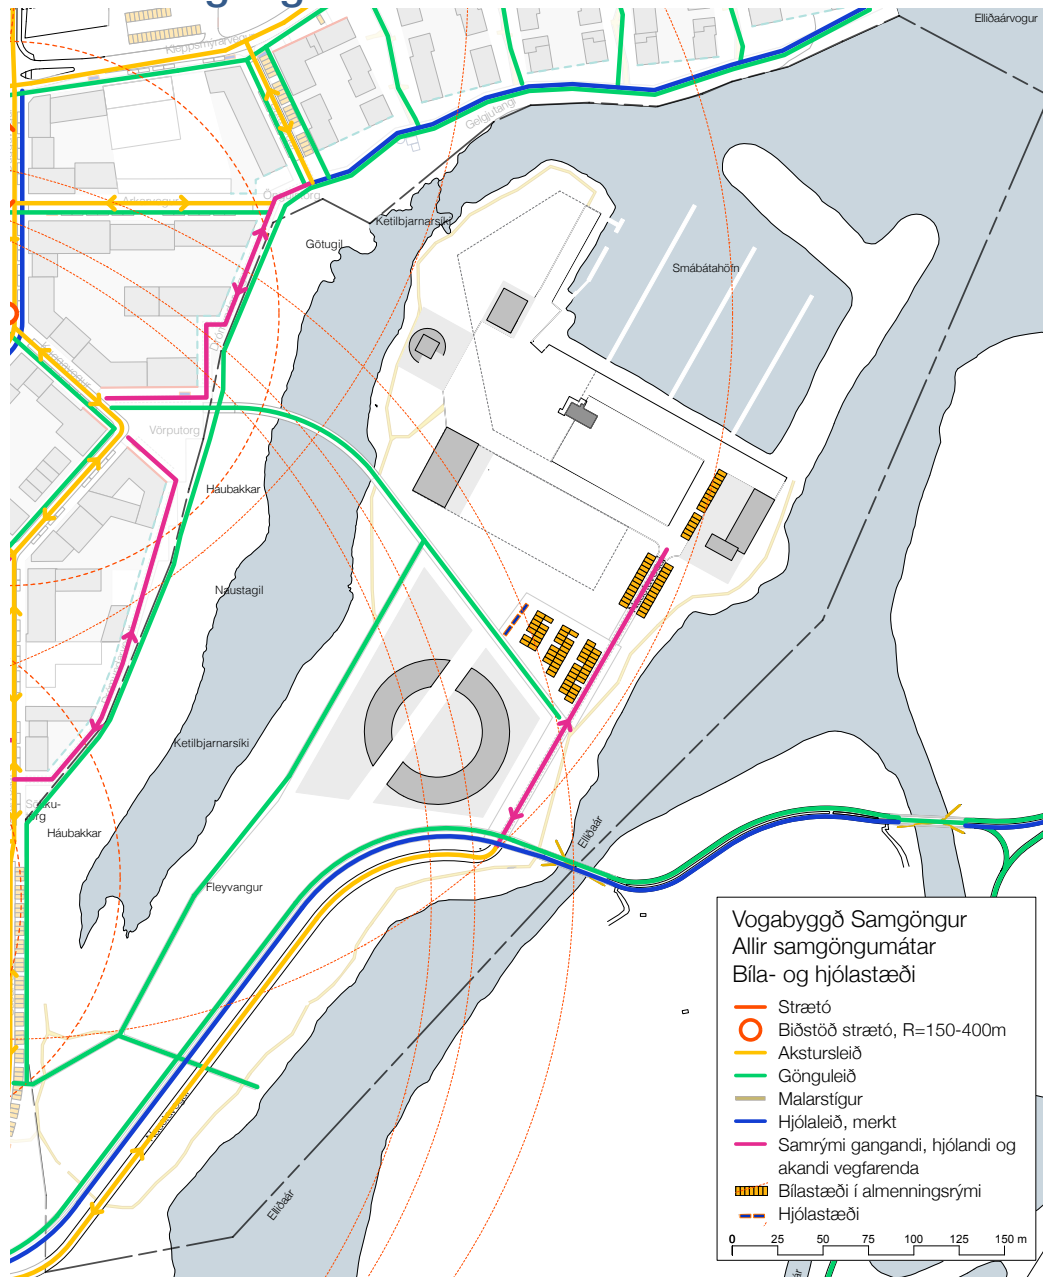 Elliðaárvogur
Kleppsmýrarvegur
Gelgjutangi
Arkarvogur
Ketilbjarnarsíki
Götugil
Smábátahöfn
Vörputorg
Háubakkar
Naustagil
Ketilbjarnarsíki
Háubakkar
Elliðaár
Fleyvangur
Elliðaár
Vogabyggð Samgöngur
Allir samgöngumátar
Bíla- og hjólastæði
Strætó
Biðstöð strætó, R=150-400m
Akstursleið
Gönguleið
Malarstígur
Hjólaleið, merkt
Samrými gangandi, hjólandi og
akandi vegfarenda
Bílastæði í almenningsrými
Hjólastæði
0 25 50 75 100 125 150 m